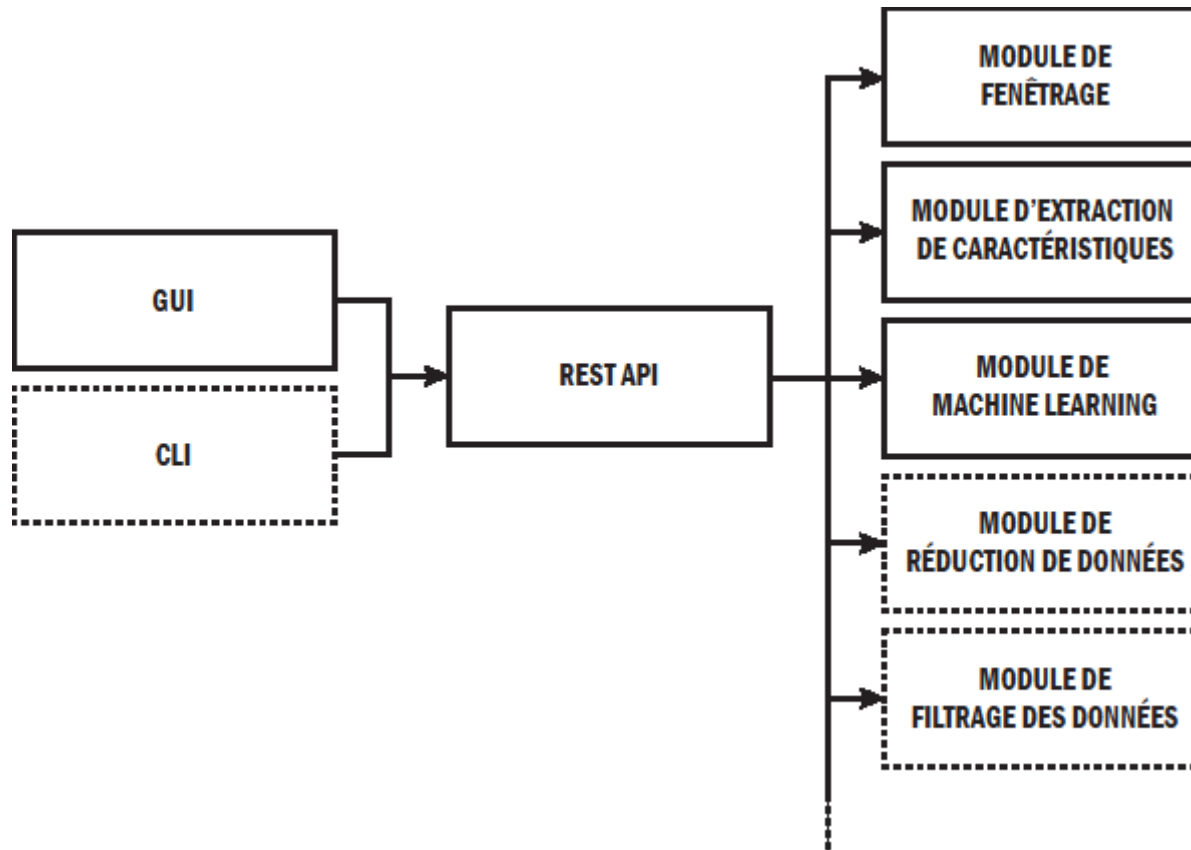 GUI
CLI
REST API
MODULE DE
FENÊTRAGE
MODULE D'EXTRACTION
DE CARACTÉRISTIQUES
MODULE DE
MACHINE LEARNING
MODULE DE
RÉDUCTION DE DONNÉES
MODULE DE
FILTRAGE DES DONNÉES